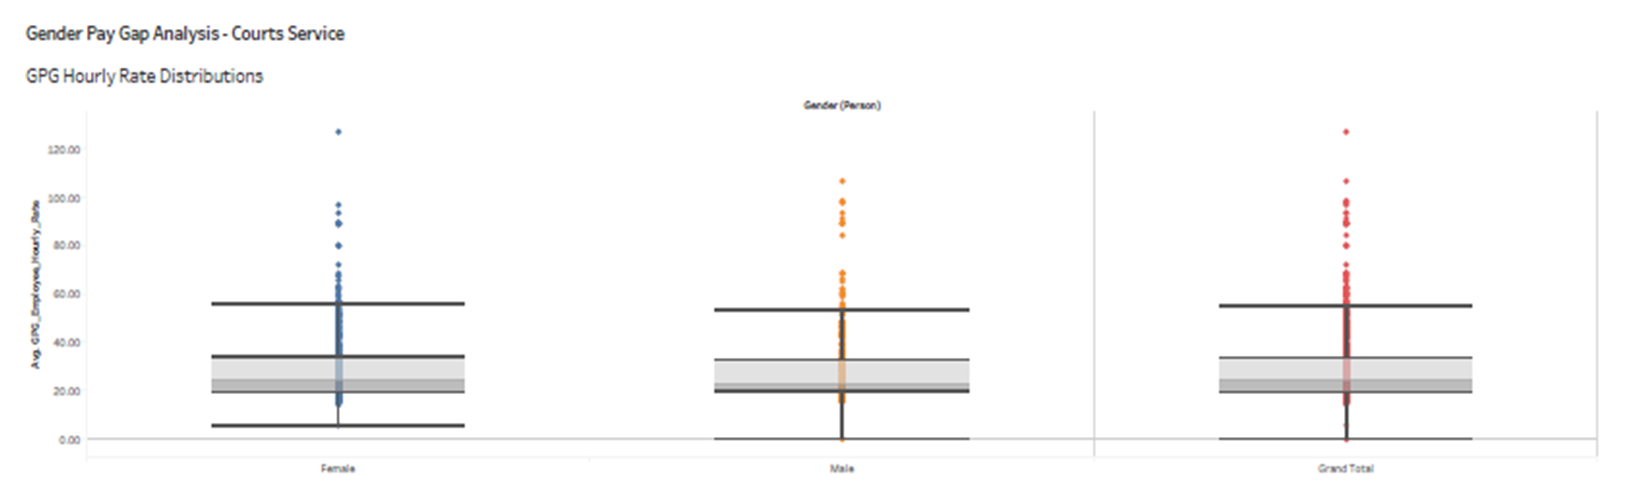 Gender Pay Gap Analysis - Courts Service
GPG Hourly Rate Distributions
Gender (Person)
Avg. GPG_Employee_Hourly_Rate
120.00
100.00
80.00
60.00
40.00
20.00
0.00
Female
Male
Grand Total